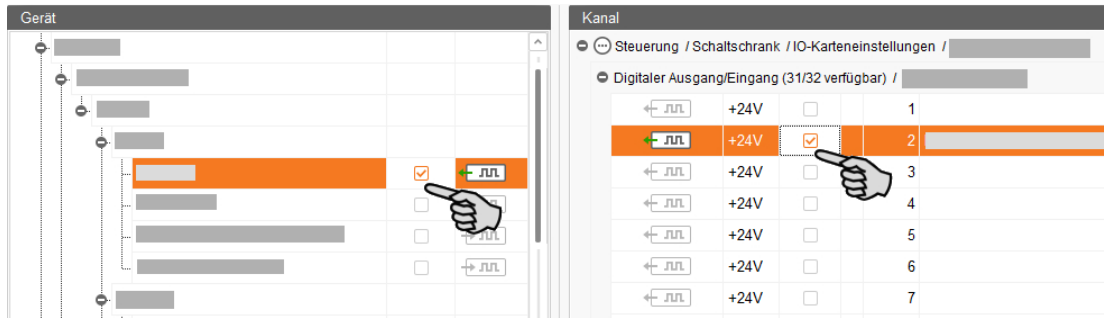 Gerät
Kanal
Steuerung / Schaltschrank / IO-Karteneinstellungen /
Digitaler Ausgang/Eingang (31/32 verfügbar) /
+24V 1
+24V 2
+24V 3
+24V 4
+24V 5
+24V 6
+24V 7